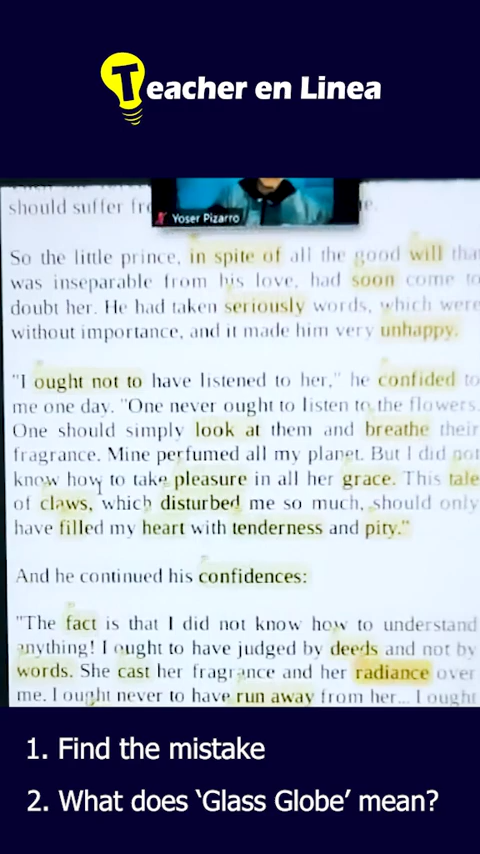 Teacher en Linea
should suffer fr
Yoser Pizarro
So the little prince, in spite of all the good will tha
was inseparable from his love, had soon come to
doubt her. He had taken seriously words, which were
without importance, and it made him very unhappy.
"I ought not to have listened to her," he confided to
me one day. "One never ought to listen to the flowers.
One should simply look at them and breathe their
fragrance. Mine perfumed all my planet. But I did not
know how to take pleasure in all her grace. This tale
of claws, which disturbed me so much, should only
have filled my heart with tenderness and pity."
And he continued his confidences:
"The fact is that I did not know how to understand
anything! I ought to have judged by deeds and not by
words. She cast her fragrance and her radiance over
me. I ought never to have run away from her... I ought
1. Find the mistake
2. What does ‘Glass Globe’ mean?